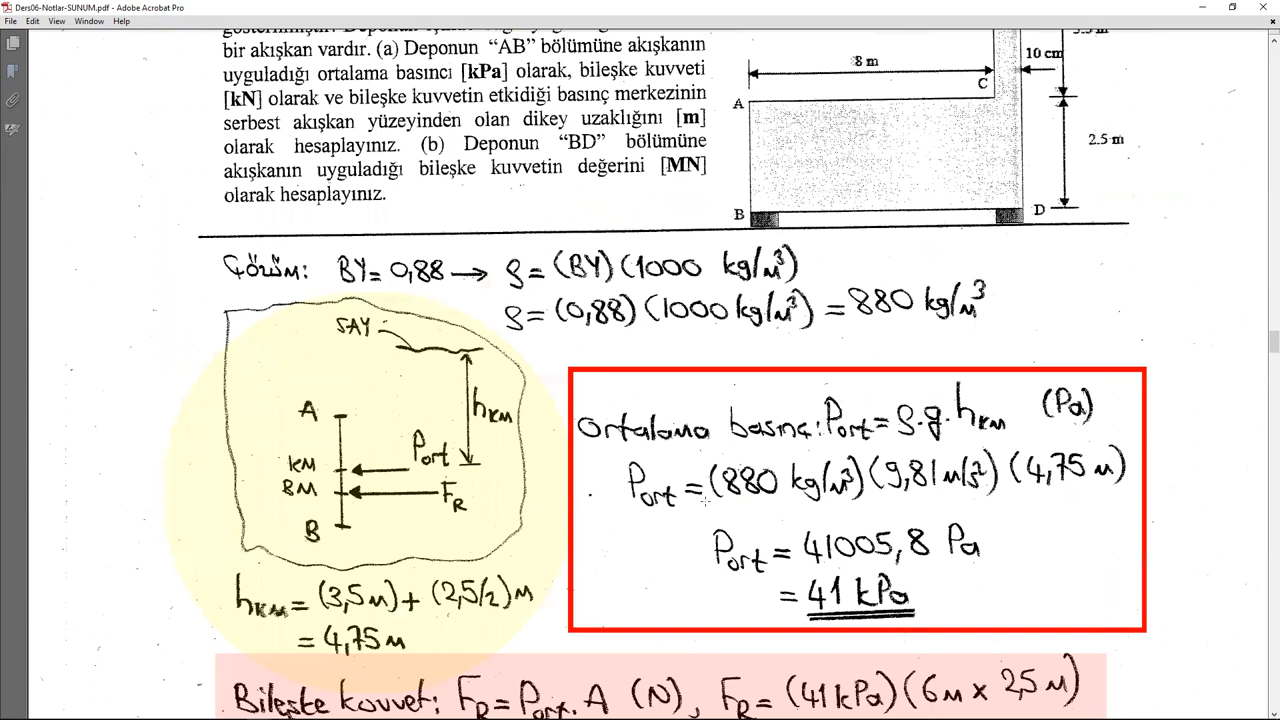 Ders06-Notlar-SUNUM.pdf - Adobe Acrobat Pro
File Edit View Window Help
bir akışkan vardır. (a) Deponun “AB” bölümüne akışkanın
uyguladığı ortalama basıncı [kPa] olarak, bileşke kuvveti
[kN] olarak ve bileşke kuvvetin etkidiği basınç merkezinin
serbest akışkan yüzeyinden olan dikey uzaklığını [m]
olarak hesaplayınız. (b) Deponun “BD” bölümüne
akışkanın uyguladığı bileşke kuvvetin değerini [MN]
olarak hesaplayınız.
8 m
10 cm
C
A
2.5 m
B
D
Çözüm: BY = 0,88 → ρ = (BY) (1000 kg/m³)
ρ = (0,88) (1000 kg/m³) = 880 kg/m³
SAY
hKM
A
Port
KM
BM
FR
B
hKM = (3,5 m) + (2,5/2) m
= 4,75 m
Ortalama basınç: Port = ρ.g.hKM (Pa)
Port = (880 kg/m³) (9,81 m/s²) (4,75 m)
Port = 41005,8 Pa
= 41 kPa
Bileşke kuvvet: FR = Port.A (N), FR = (41 kPa) (6m x 2,5 m)